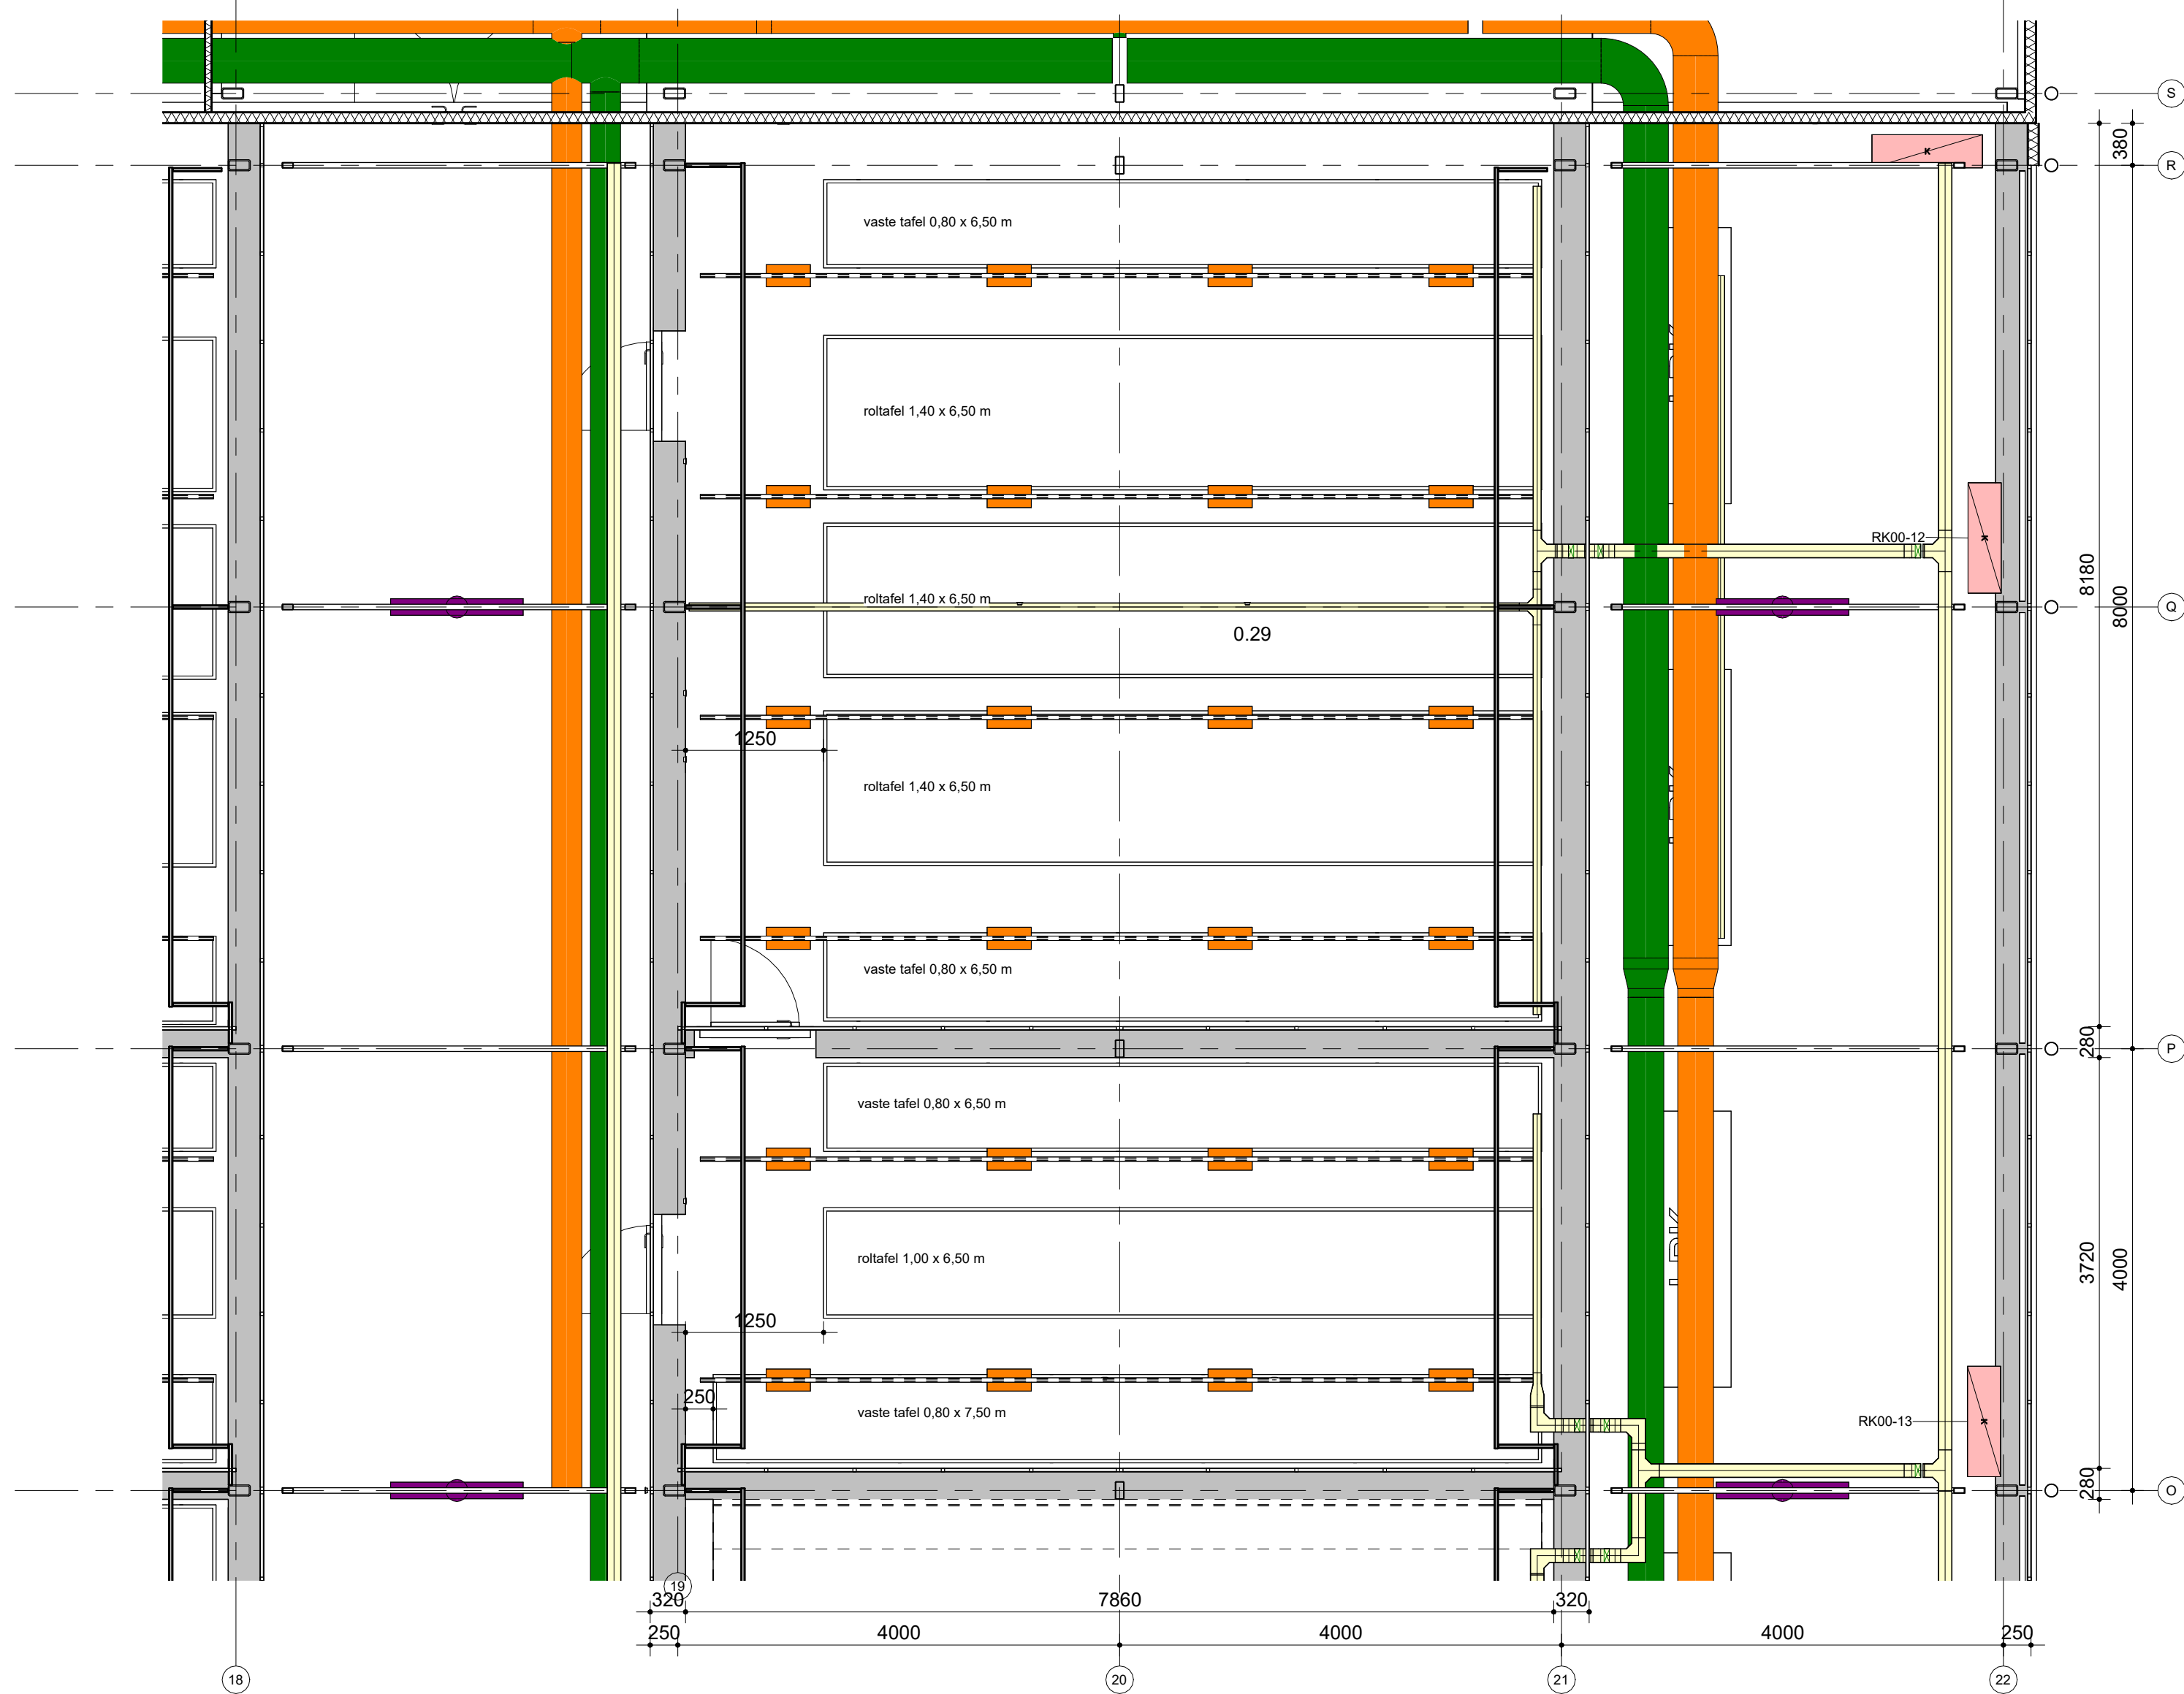 S
380
R
vaste tafel 0,80 x 6,50 m
K
roltafel 1,40 x 6,50 m
RK00-12
K
8180
8000
roltafel 1,40 x 6,50 m
Q
0.29
1250
roltafel 1,40 x 6,50 m
vaste tafel 0,80 x 6,50 m
280
P
vaste tafel 0,80 x 6,50 m
roltafel 1,00 x 6,50 m
3720
4000
1250
250
vaste tafel 0,80 x 7,50 m
RK00-13
K
280
O
19
320
7860
320
250
4000
4000
4000
250
18
20
21
22